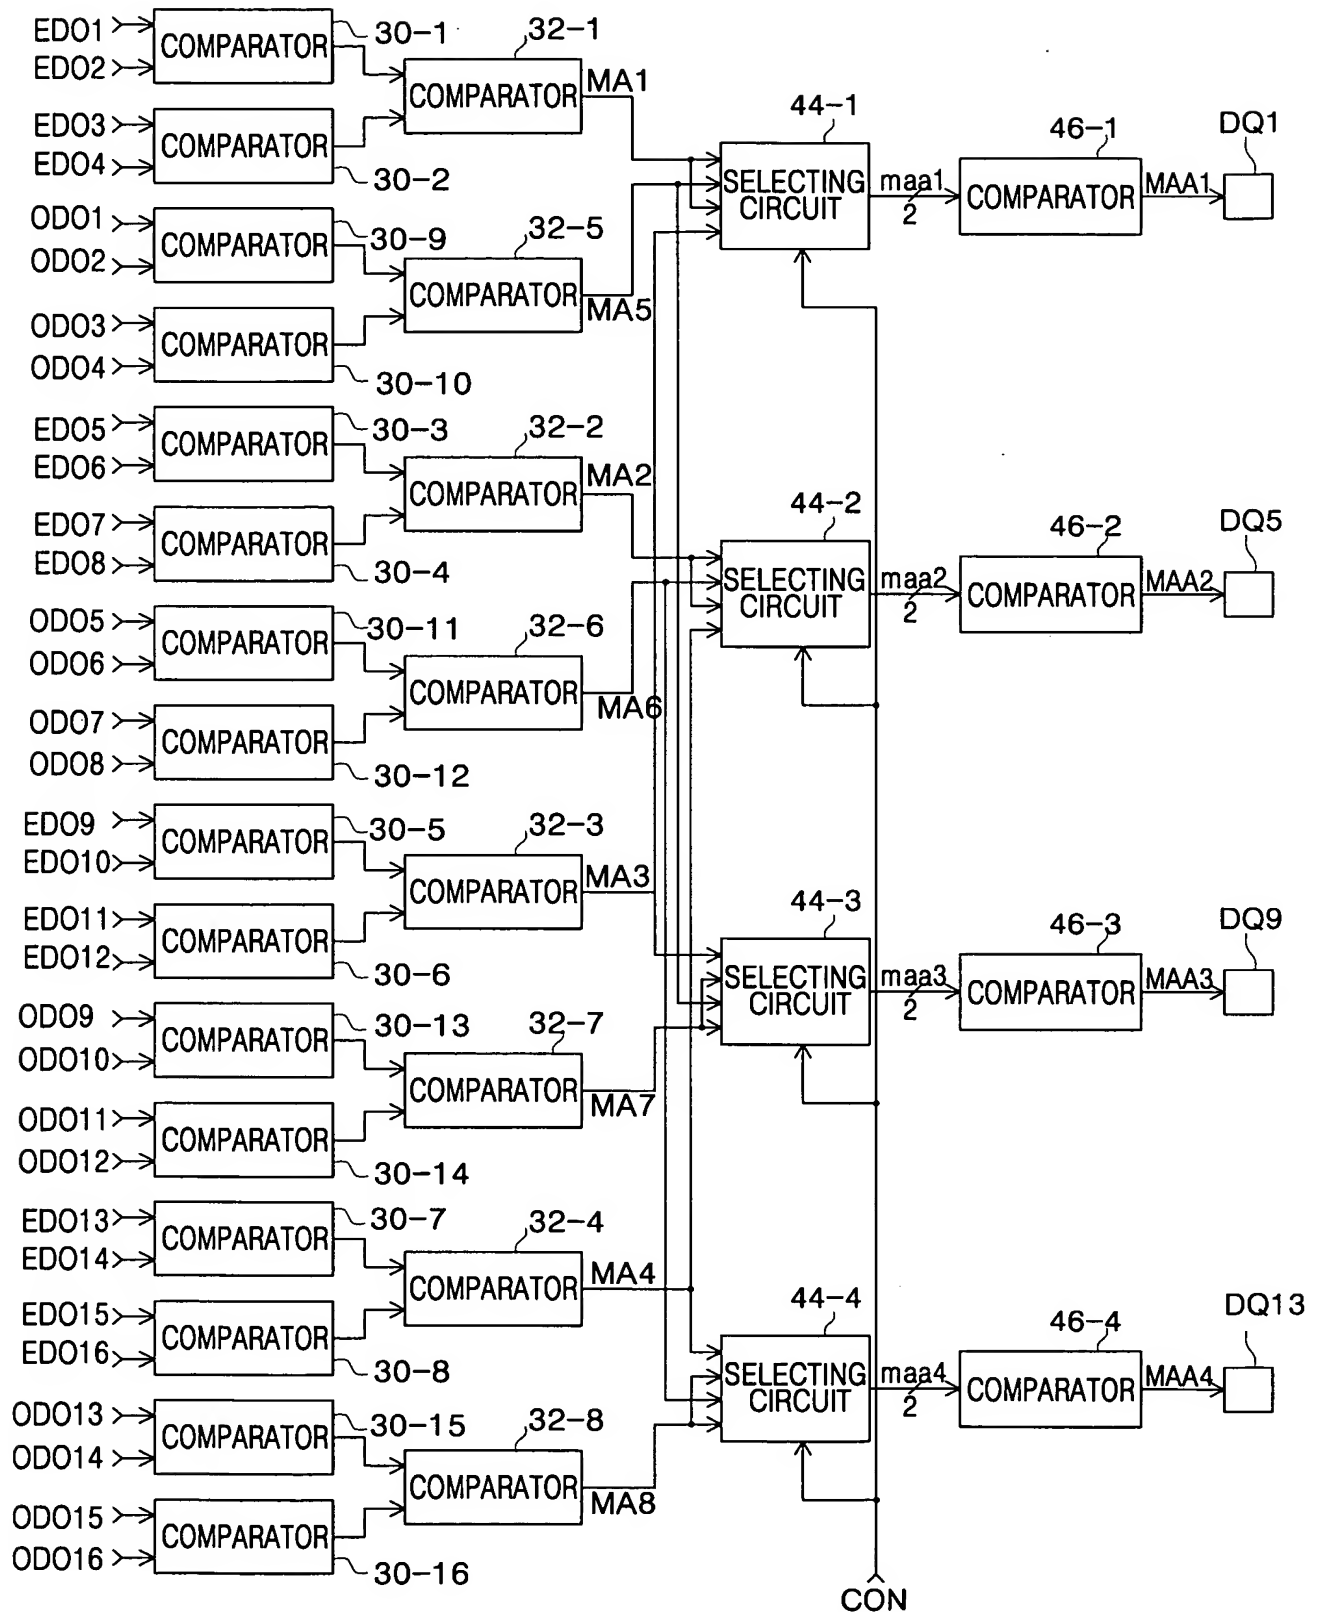 EDO1
EDO2
COMPARATOR
30-1
32-1
COMPARATOR
MA1
EDO3
EDO4
COMPARATOR
30-2
44-1
SELECTING
CIRCUIT
maa1
2
46-1
COMPARATOR
MAA1
DQ1
ODO1
ODO2
COMPARATOR
30-9
32-5
COMPARATOR
MA5
ODO3
ODO4
COMPARATOR
30-10
EDO5
EDO6
COMPARATOR
30-3
32-2
COMPARATOR
MA2
EDO7
EDO8
COMPARATOR
30-4
44-2
SELECTING
CIRCUIT
maa2
2
46-2
COMPARATOR
MAA2
DQ5
ODO5
ODO6
COMPARATOR
30-11
32-6
COMPARATOR
MA6
ODO7
ODO8
COMPARATOR
30-12
EDO9
EDO10
COMPARATOR
30-5
32-3
COMPARATOR
MA3
EDO11
EDO12
COMPARATOR
30-6
44-3
SELECTING
CIRCUIT
maa3
2
46-3
COMPARATOR
MAA3
DQ9
ODO9
ODO10
COMPARATOR
30-13
32-7
COMPARATOR
MA7
ODO11
ODO12
COMPARATOR
30-14
EDO13
EDO14
COMPARATOR
30-7
32-4
COMPARATOR
MA4
EDO15
EDO16
COMPARATOR
30-8
44-4
SELECTING
CIRCUIT
maa4
2
46-4
COMPARATOR
MAA4
DQ13
ODO13
ODO14
COMPARATOR
30-15
32-8
COMPARATOR
MA8
ODO15
ODO16
COMPARATOR
30-16
CON